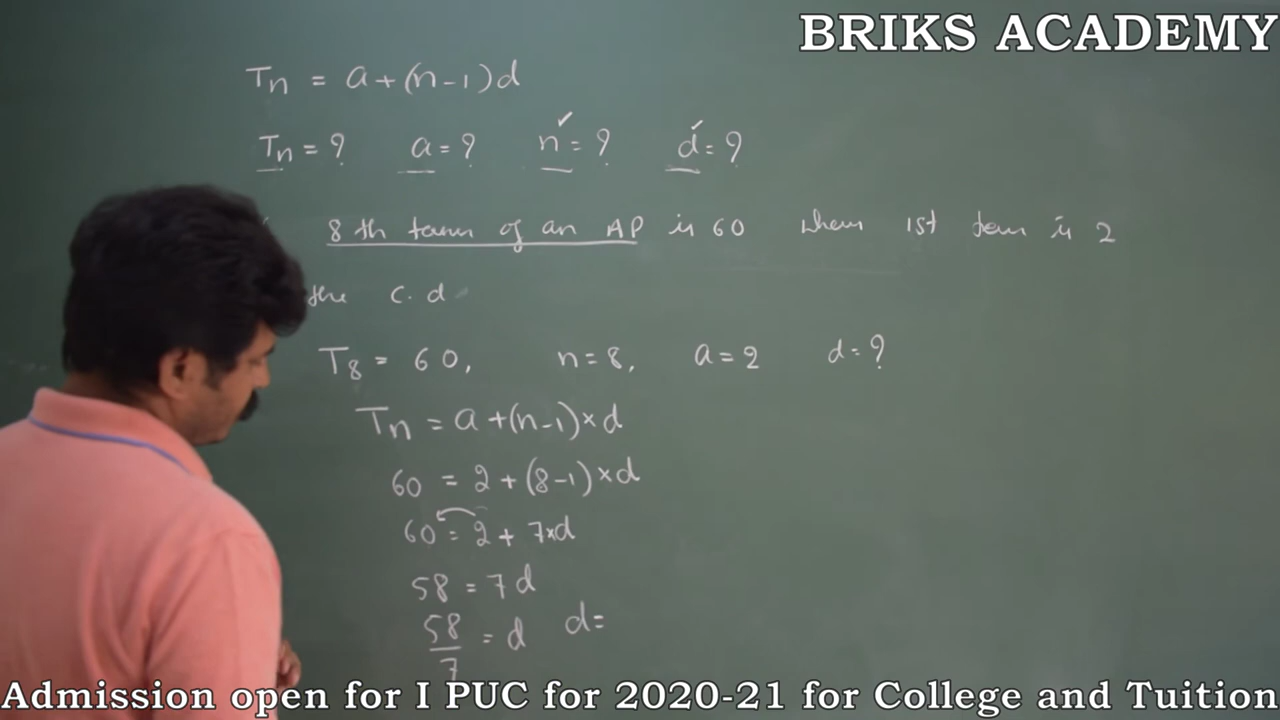 BRIKS ACADEMY
Tn = a+(n-1)d
Tn = ? a = ? n = ? d = ?
8 th term of an AP is 60 when 1st term is 2
the c.d
T8 = 60, n=8, a=2 d=?
Tn = a+(n-1)×d
60 = 2+(8-1)×d
60 = 2+ 7×d
58 = 7d
58/7 = d d=
Admission open for I PUC for 2020-21 for College and Tuition